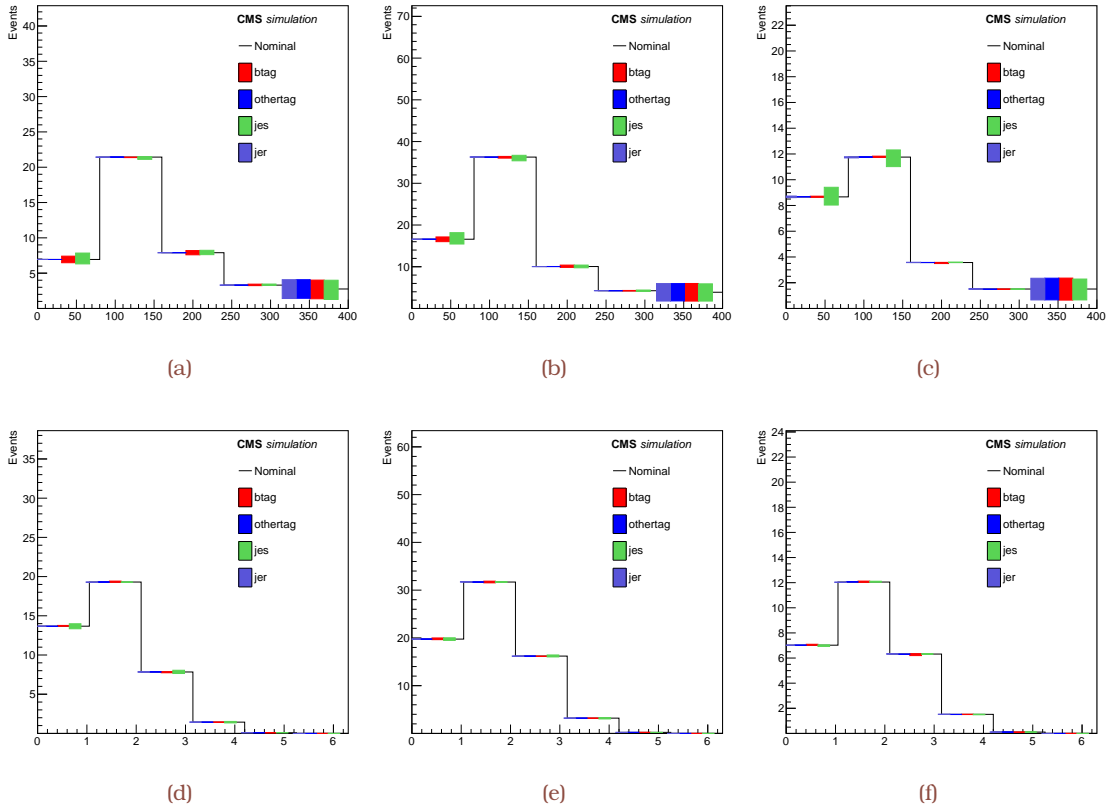 Events
40
35
30
25
20
15
10
5
0 50 100 150 200 250 300 350 400
CMS simulation
Nominal
btag
othertag
jes
jer
(a)
Events
70
60
50
40
30
20
10
0 50 100 150 200 250 300 350 400
CMS simulation
Nominal
btag
othertag
jes
jer
(b)
Events
22
20
18
16
14
12
10
8
6
4
2
0 50 100 150 200 250 300 350 400
CMS simulation
Nominal
btag
othertag
jes
jer
(c)
Events
35
30
25
20
15
10
5
0 1 2 3 4 5 6
CMS simulation
Nominal
btag
othertag
jes
jer
(d)
Events
60
50
40
30
20
10
0 1 2 3 4 5 6
CMS simulation
Nominal
btag
othertag
jes
jer
(e)
Events
24
22
20
18
16
14
12
10
8
6
4
2
0 1 2 3 4 5 6
CMS simulation
Nominal
btag
othertag
jes
jer
(f)